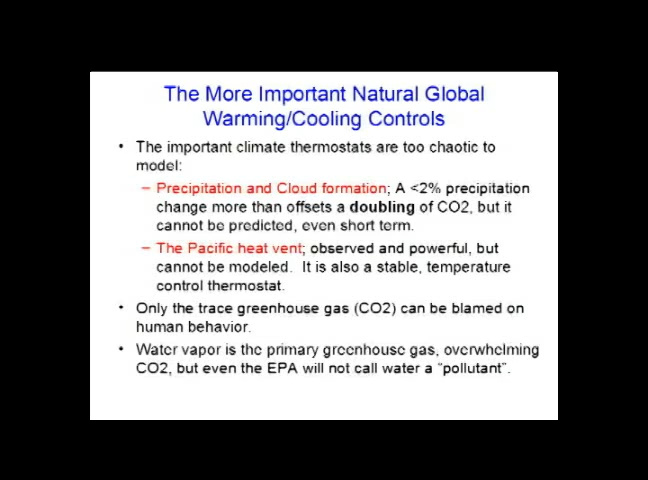 The More Important Natural Global
Warming/Cooling Controls
• The important climate thermostats are too chaotic to
model:
– Precipitation and Cloud formation; A <2% precipitation
change more than offsets a doubling of CO2, but it
cannot be predicted, even short term.
– The Pacific heat vent; observed and powerful, but
cannot be modeled. It is also a stable, temperature
control thermostat.
• Only the trace greenhouse gas (CO2) can be blamed on
human behavior.
• Water vapor is the primary greenhouse gas, overwhelming
CO2, but even the EPA will not call water a “pollutant”.